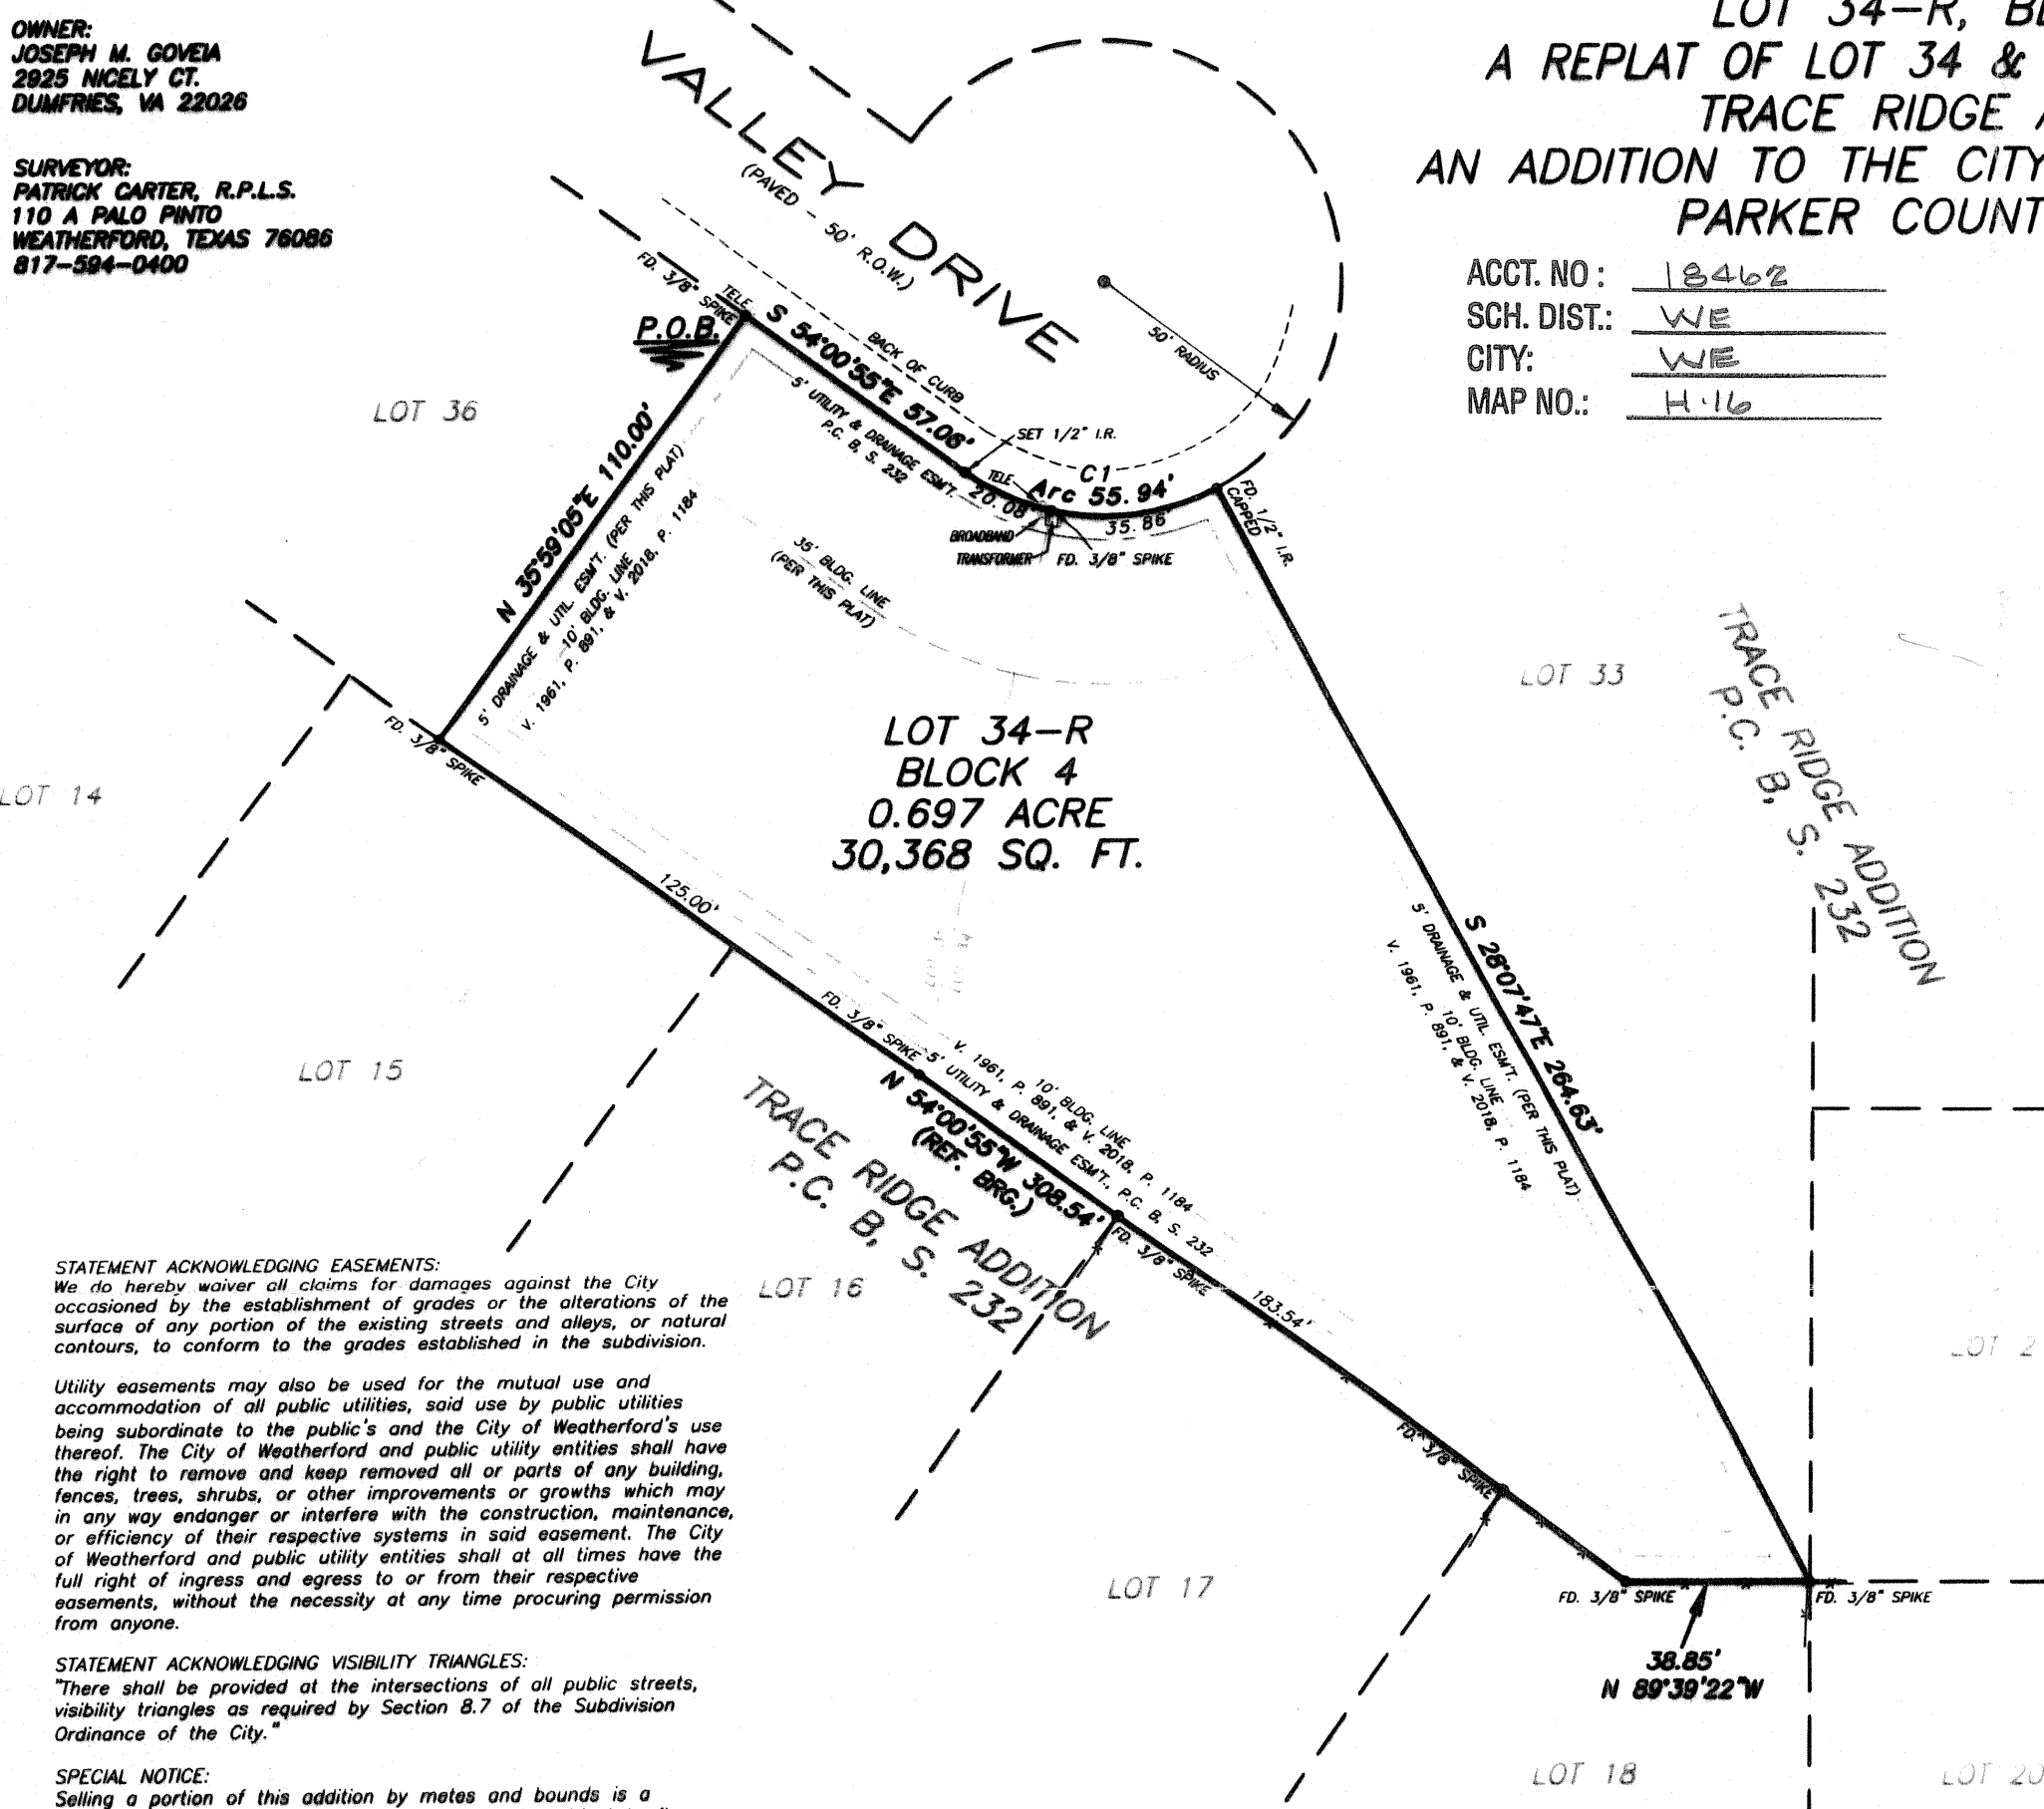 OWNER:
JOSEPH M. GOVEIA
2925 NICELY CT.
DUMFRIES, VA 22026
SURVEYOR:
PATRICK CARTER, R.P.L.S.
110 A PALO PINTO
WEATHERFORD, TEXAS 76086
817-594-0400
LOT 34-R,
A REPLAT OF LOT 34 &
TRACE RIDGE
AN ADDITION TO THE CITY
PARKER COUNT
ACCT. NO: 18462
SCH. DIST.: WE
CITY: WE
MAP NO.: H-16
VALLEY DRIVE
(PAVED - 50' R.O.W.)
50' RADIUS
FD. 3/8" SPIKE
TELE
P.O.B.
S 54°00'55"E 57.06'
BACK OF CURB
5' UTILITY & DRAINAGE ESM'T.
P.C. B, S. 232
SET 1/2" I.R.
TELE
C1
Arc 55.94'
20.08'
35.86'
BROADBAND
TRANSFORMER
FD. 3/8" SPIKE
FD. 1/2" I.R.
CAPPED
LOT 36
N 35°59'05"E 110.00'
5' DRAINAGE & UTIL. ESM'T. (PER THIS PLAT)
10' BLDG. LINE
V. 1961, P. 891, & V. 2018, P. 1184
35' BLDG. LINE
(PER THIS PLAT)
LOT 33
TRACE RIDGE ADDITION
P.C. B, S. 232
LOT 34-R
BLOCK 4
0.697 ACRE
30,368 SQ. FT.
FD. 3/8" SPIKE
LOT 14
125.00'
S 28°07'47"E 264.63'
5' DRAINAGE & UTIL. ESM'T. (PER THIS PLAT)
10' BLDG. LINE
V. 1961, P. 891, & V. 2018, P. 1184
FD. 3/8" SPIKE
5' UTILITY & DRAINAGE ESM'T., P.C. B, S. 232
10' BLDG. LINE
V. 1961, P. 891, & V. 2018, P. 1184
N 54°00'55"W 308.54'
(REF. BRG.)
LOT 15
TRACE RIDGE ADDITION
P.C. B, S. 232
FD. 3/8" SPIKE
LOT 16
183.54'
LOT 2
FD. 3/8" SPIKE
LOT 17
FD. 3/8" SPIKE
FD. 3/8" SPIKE
38.85'
N 89°39'22"W
LOT 18
LOT 20
STATEMENT ACKNOWLEDGING EASEMENTS:
We do hereby waiver all claims for damages against the City
occasioned by the establishment of grades or the alterations of the
surface of any portion of the existing streets and alleys, or natural
contours, to conform to the grades established in the subdivision.
Utility easements may also be used for the mutual use and
accommodation of all public utilities, said use by public utilities
being subordinate to the public's and the City of Weatherford's use
thereof. The City of Weatherford and public utility entities shall have
the right to remove and keep removed all or parts of any building,
fences, trees, shrubs, or other improvements or growths which may
in any way endanger or interfere with the construction, maintenance,
or efficiency of their respective systems in said easement. The City
of Weatherford and public utility entities shall at all times have the
full right of ingress and egress to or from their respective
easements, without the necessity at any time procuring permission
from anyone.
STATEMENT ACKNOWLEDGING VISIBILITY TRIANGLES:
"There shall be provided at the intersections of all public streets,
visibility triangles as required by Section 8.7 of the Subdivision
Ordinance of the City."
SPECIAL NOTICE:
Selling a portion of this addition by metes and bounds is a